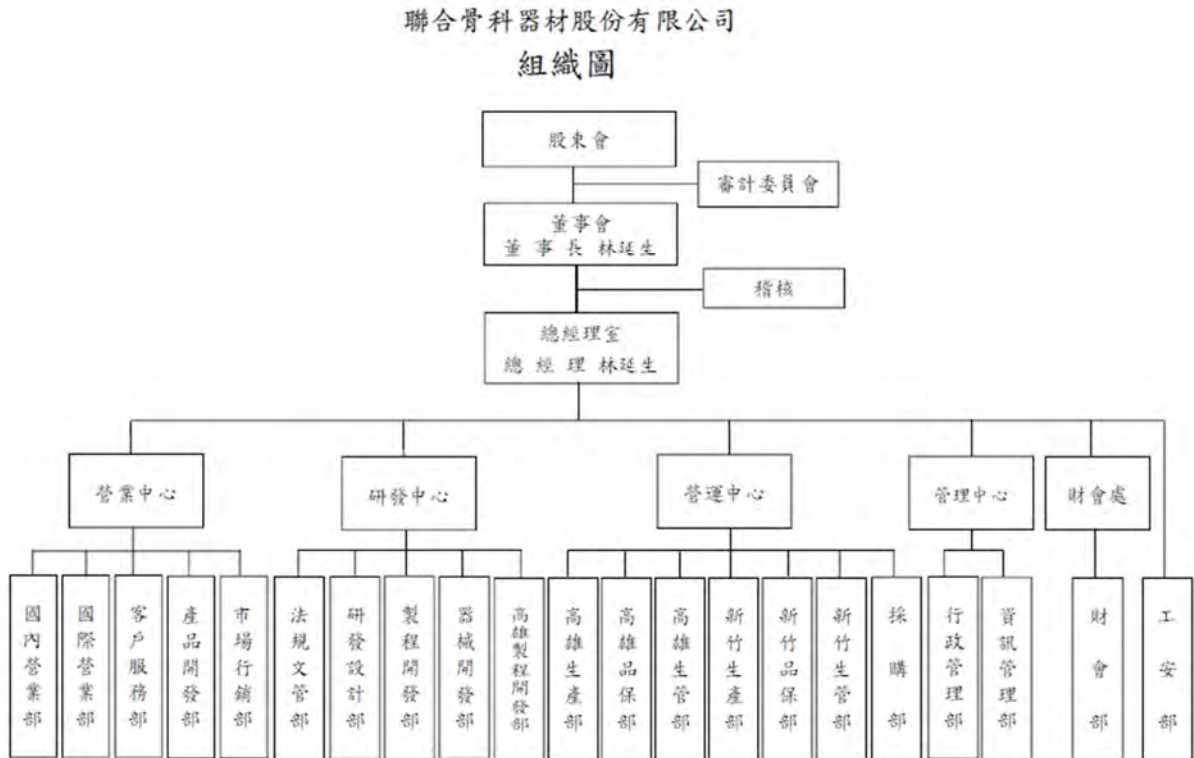 聯合骨科器材股份有限公司
組織圖
股東會
審計委員會
董事會
董 事 長 林延生
稽核
總經理室
總 經 理 林延生
營業中心
研發中心
營運中心
管理中心
財會處
國內營業部
國際營業部
客戶服務部
產品開發部
市場行銷部
法規文管部
研發設計部
製程開發部
器械開發部
高雄製程開發部
高雄生產部
高雄品保部
高雄生管部
新竹生產部
新竹品保部
新竹生管部
採購部
行政管理部
資訊管理部
財會部
工安部